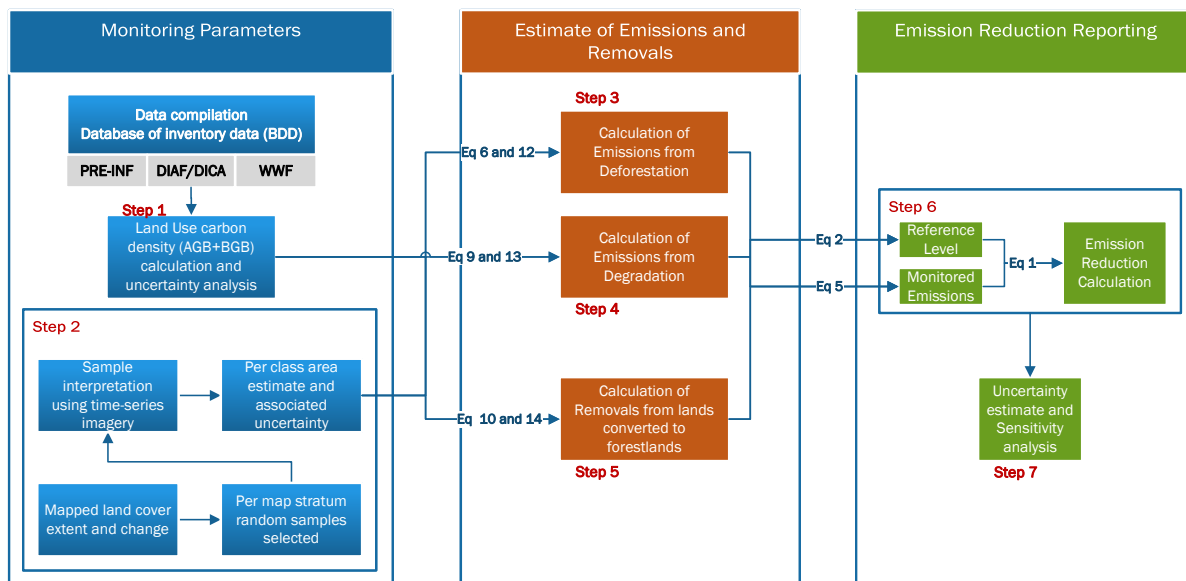 Monitoring Parameters
Data compilation
Database of inventory data (BDD)
PRE-INF
DIAF/DICA
WWF
Step 1
Land Use carbon
density (AGB+BGB)
calculation and
uncertainty analysis
Step 2
Sample
interpretation
using time-series
imagery
Per class area
estimate and
associated
uncertainty
Mapped land cover
extent and change
Per map stratum
random samples
selected
Estimate of Emissions and
Removals
Step 3
Eq 6 and 12
Calculation of
Emissions from
Deforestation
Eq 9 and 13
Calculation of
Emissions from
Degradation
Step 4
Eq  10 and 14
Calculation of
Removals from lands
converted to
forestlands
Step 5
Emission Reduction Reporting
Step 6
Eq 2
Reference
Level
Eq 5
Monitored
Emissions
Eq 1
Emission
Reduction
Calculation
Uncertainty
estimate and
Sensitivity
analysis
Step 7